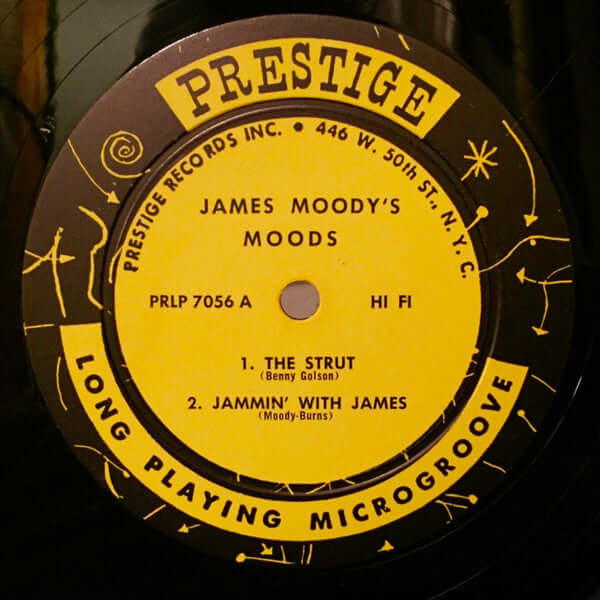 PRESTIGE
PRESTIGE RECORDS INC. • 446 W. 50th ST., N. Y. C.
JAMES MOODY'S
MOODS
PRLP 7056 A HI FI
1. THE STRUT
(Benny Golson)
2. JAMMIN' WITH JAMES
(Moody-Burns)
LONG PLAYING MICROGROOVE